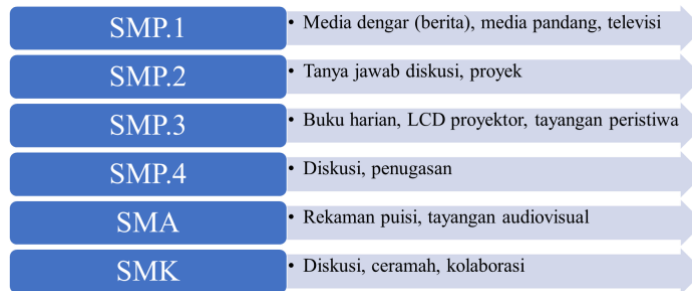 SMP.1
• Media dengar (berita), media pandang, televisi
SMP.2
• Tanya jawab diskusi, proyek
SMP.3
• Buku harian, LCD proyektor, tayangan peristiwa
SMP.4
• Diskusi, penugasan
SMA
• Rekaman puisi, tayangan audiovisual
SMK
• Diskusi, ceramah, kolaborasi